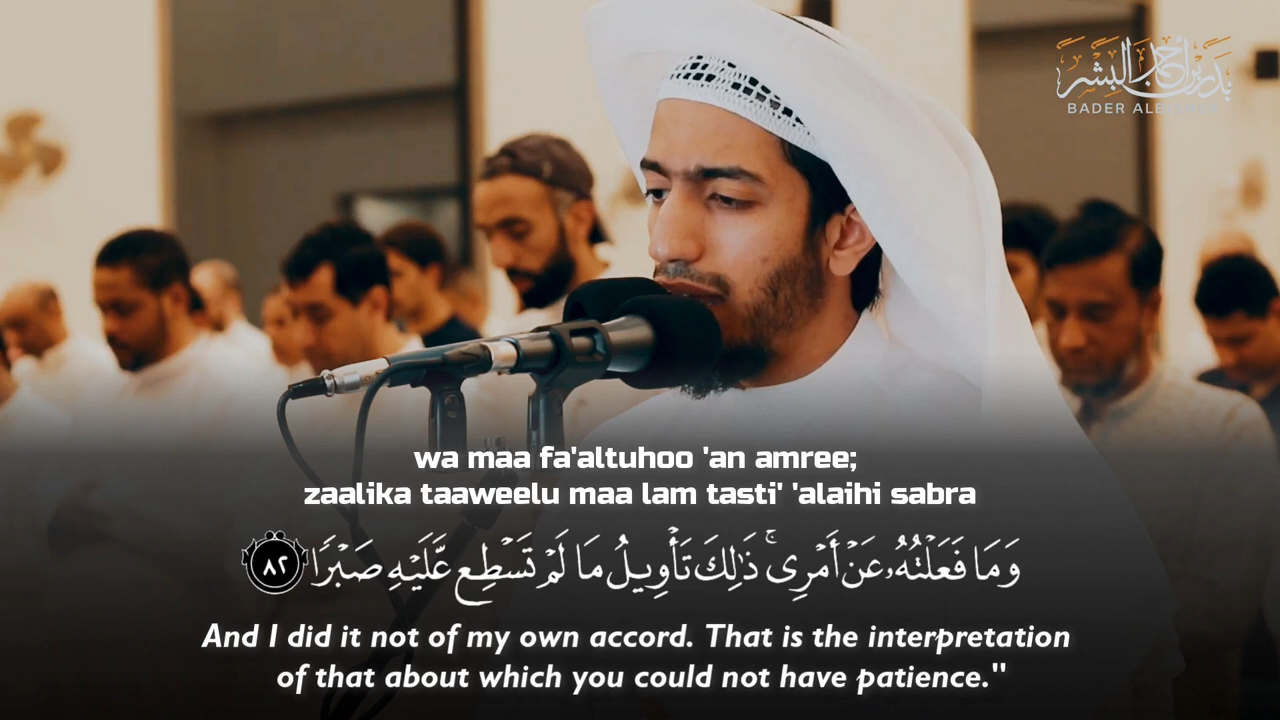 بدر بن أحمد البشر
BADER
wa maa fa'altuhoo 'an amree;
zaalika taaweelu maa lam tasti' 'alaihi sabra
وَمَا فَعَلْتُهُۥ عَنْ أَمْرِى ۚ ذَٰلِكَ تَأْوِيلُ مَا لَمْ تَسْطِع عَّلَيْهِ صَبْرًا ٨٢
And I did it not of my own accord. That is the interpretation
of that about which you could not have patience."